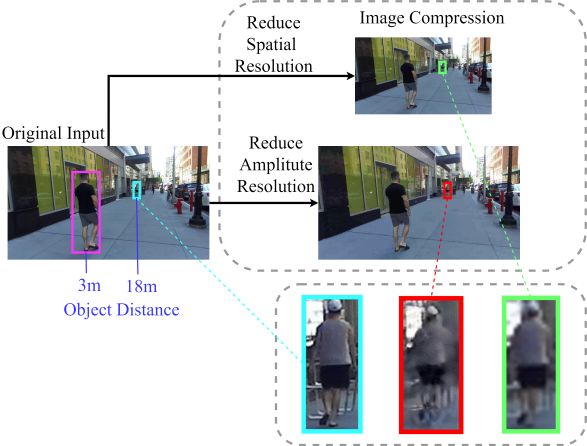 Image Compression
Reduce
Spatial
Resolution
Original Input
Reduce
Amplitute
Resolution
3m
18m
Object Distance